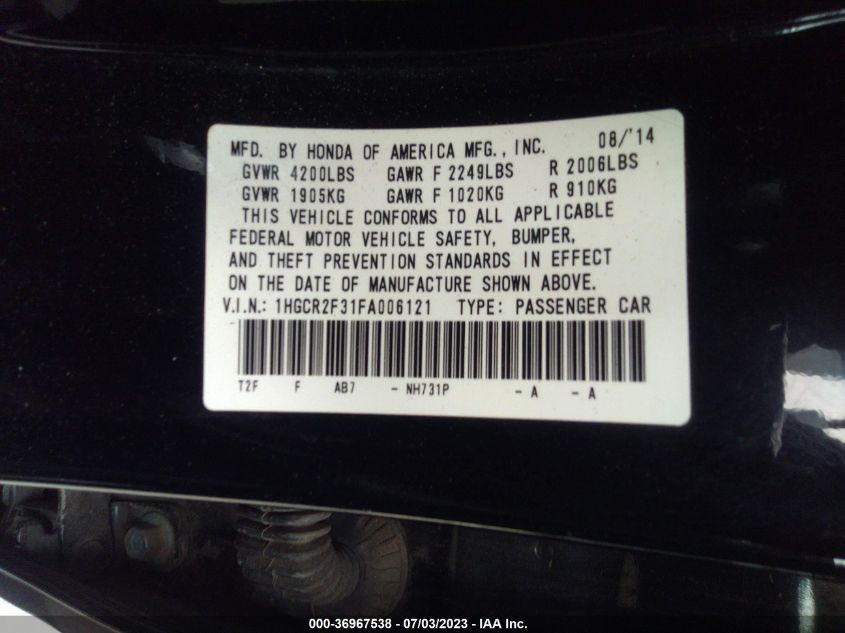 MFD. BY HONDA OF AMERICA MFG., INC. 08/'14
GVWR 4200LBS GAWR F 2249LBS R 2006LBS
GVWR 1905KG GAWR F 1020KG R 910KG
THIS VEHICLE CONFORMS TO ALL APPLICABLE
FEDERAL MOTOR VEHICLE SAFETY, BUMPER,
AND THEFT PREVENTION STANDARDS IN EFFECT
ON THE DATE OF MANUFACTURE SHOWN ABOVE.
V.I.N.: 1HGCR2F31FA006121 TYPE: PASSENGER CAR
T2F F AB7 - NH731P - A - A
000-36967538 - 07/03/2023 - IAA Inc.